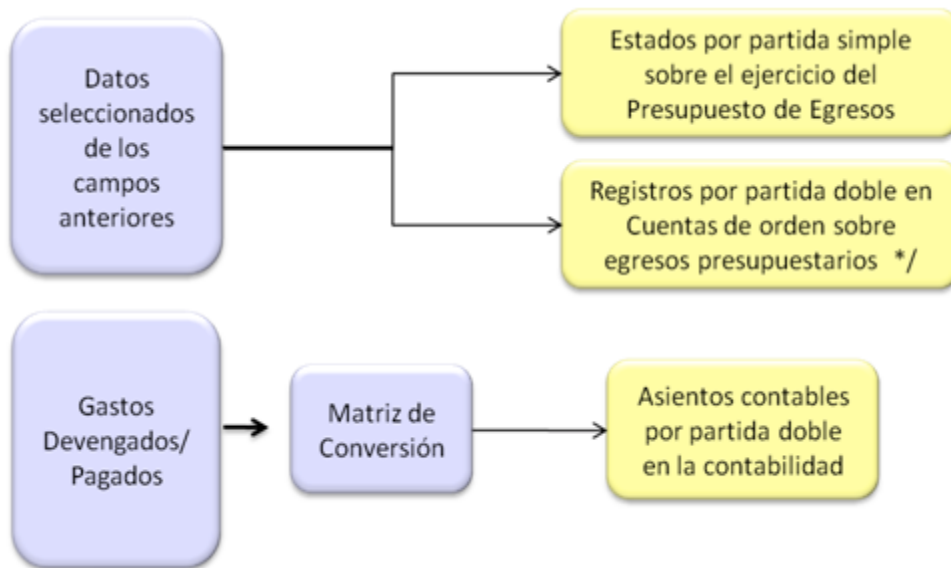 Datos
seleccionados
de los
campos
anteriores
Estados por partida simple
sobre el ejercicio del
Presupuesto de Egresos
Registros por partida doble en
Cuentas de orden sobre
egresos presupuestarios */
Gastos
Devengados/
Pagados
Matriz de
Conversión
Asientos contables
por partida doble
en la contabilidad